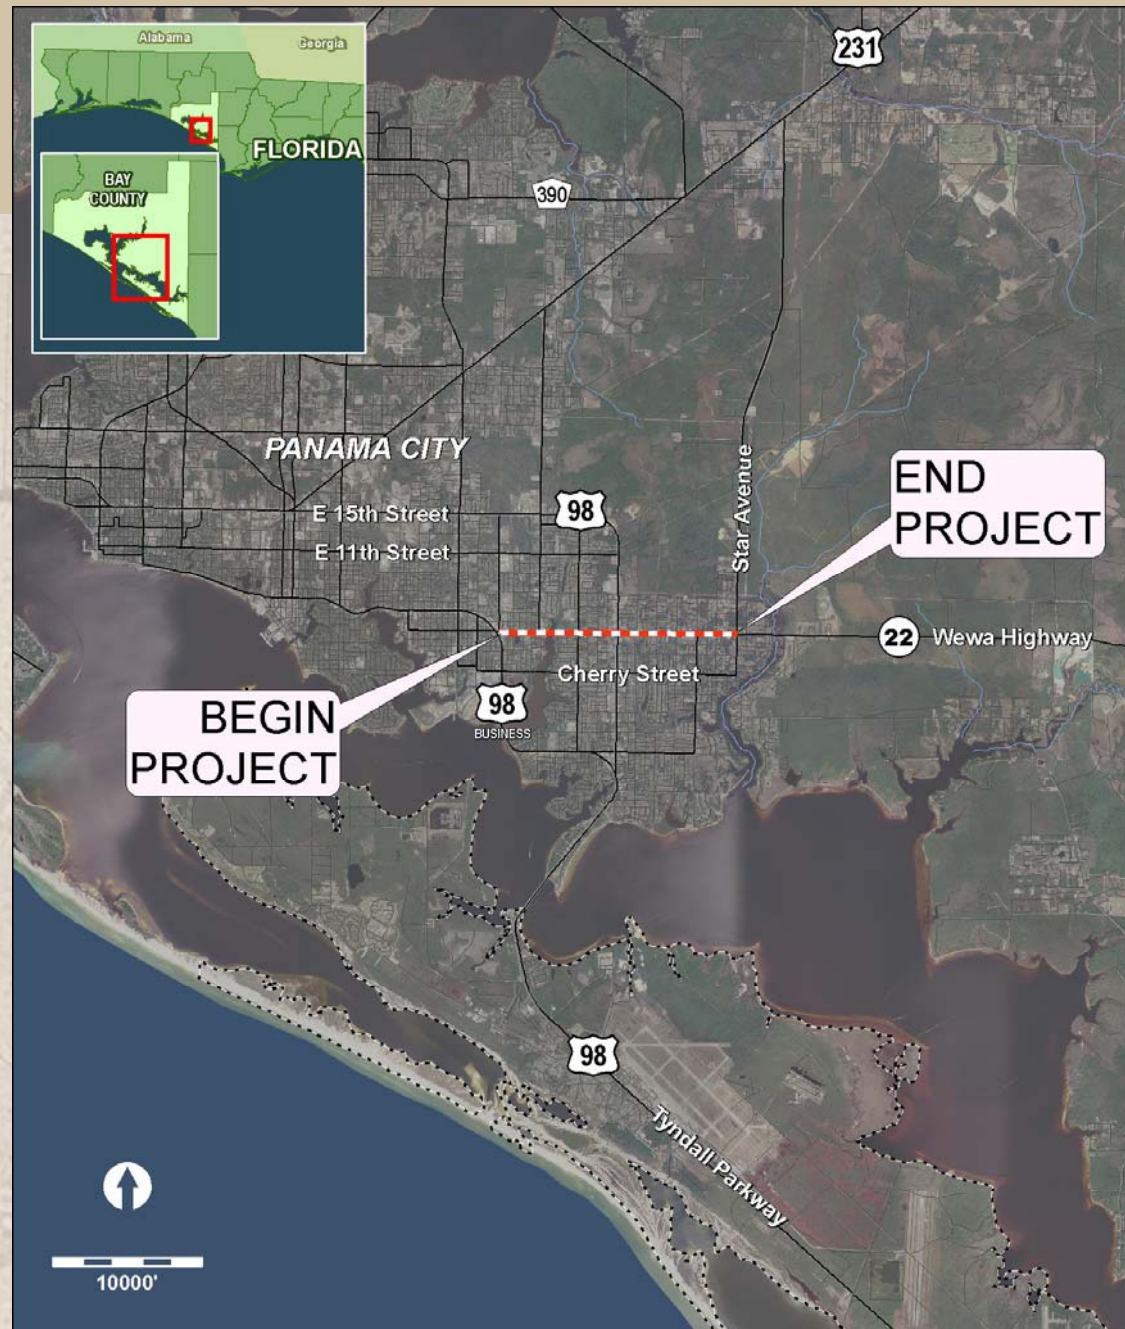 Alabama
Georgia
FLORIDA
BAY
COUNTY
231
390
PANAMA CITY
E 15th Street
E 11th Street
98
Star Avenue
END
PROJECT
22
Wewa Highway
Cherry Street
98
BUSINESS
BEGIN
PROJECT
98
Tyndall Parkway
10000'